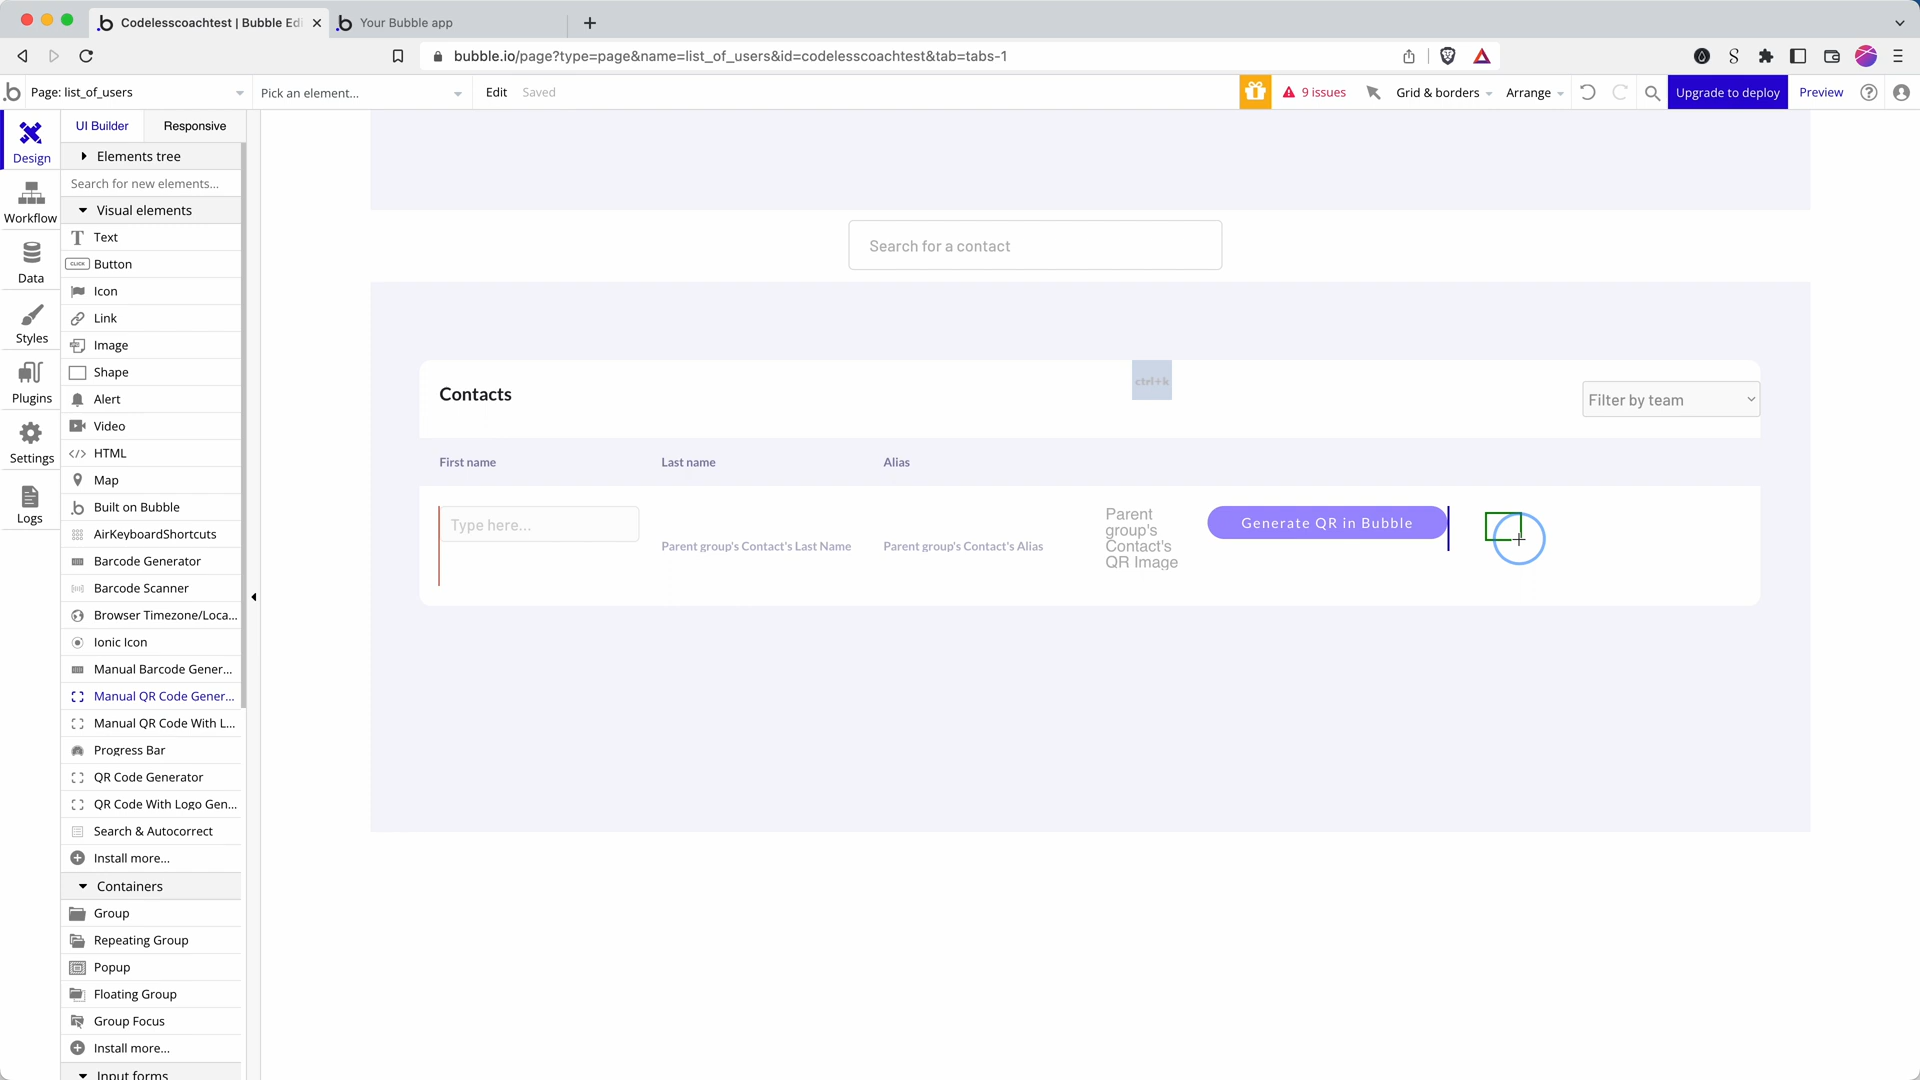 Codelesscoachtest | Bubble Edi
Your Bubble app
bubble.io/page?type=page&name=list_of_users&id=codelesscoachtest&tab=tabs-1
Page: list_of_users
Pick an element...
Edit
Saved
9 issues
Grid & borders
Arrange
Upgrade to deploy
Preview
Design
Workflow
Data
Styles
Plugins
Settings
Logs
UI Builder
Responsive
Elements tree
Search for new elements...
Visual elements
Text
CLICK Button
Icon
Link
Image
Shape
Alert
Video
HTML
Map
Built on Bubble
AirKeyboardShortcuts
Barcode Generator
Barcode Scanner
Browser Timezone/Loca...
Ionic Icon
Manual Barcode Gener...
Manual QR Code Gener...
Manual QR Code With L...
Progress Bar
QR Code Generator
QR Code With Logo Gen...
Search & Autocorrect
Install more...
Containers
Group
Repeating Group
Popup
Floating Group
Group Focus
Install more...
Input forms
Search for a contact
Contacts
ctrl+k
Filter by team
First name
Last name
Alias
Type here...
Parent group's Contact's Last Name
Parent group's Contact's Alias
Parent
group's
Contact's
QR Image
Generate QR in Bubble